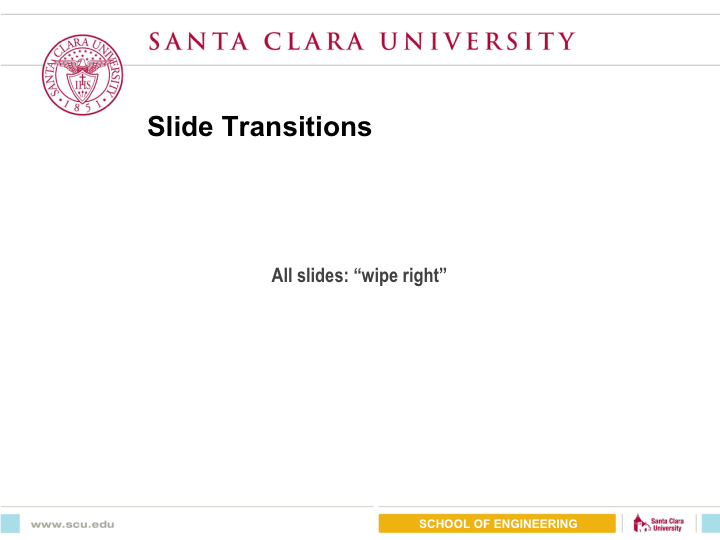 SANTA CLARA UNIVERSITY
SANTA CLARA UNIVERSITY
IHS
• 1851 •
Slide Transitions
All slides: “wipe right”
www.scu.edu
SCHOOL OF ENGINEERING
Santa Clara
University